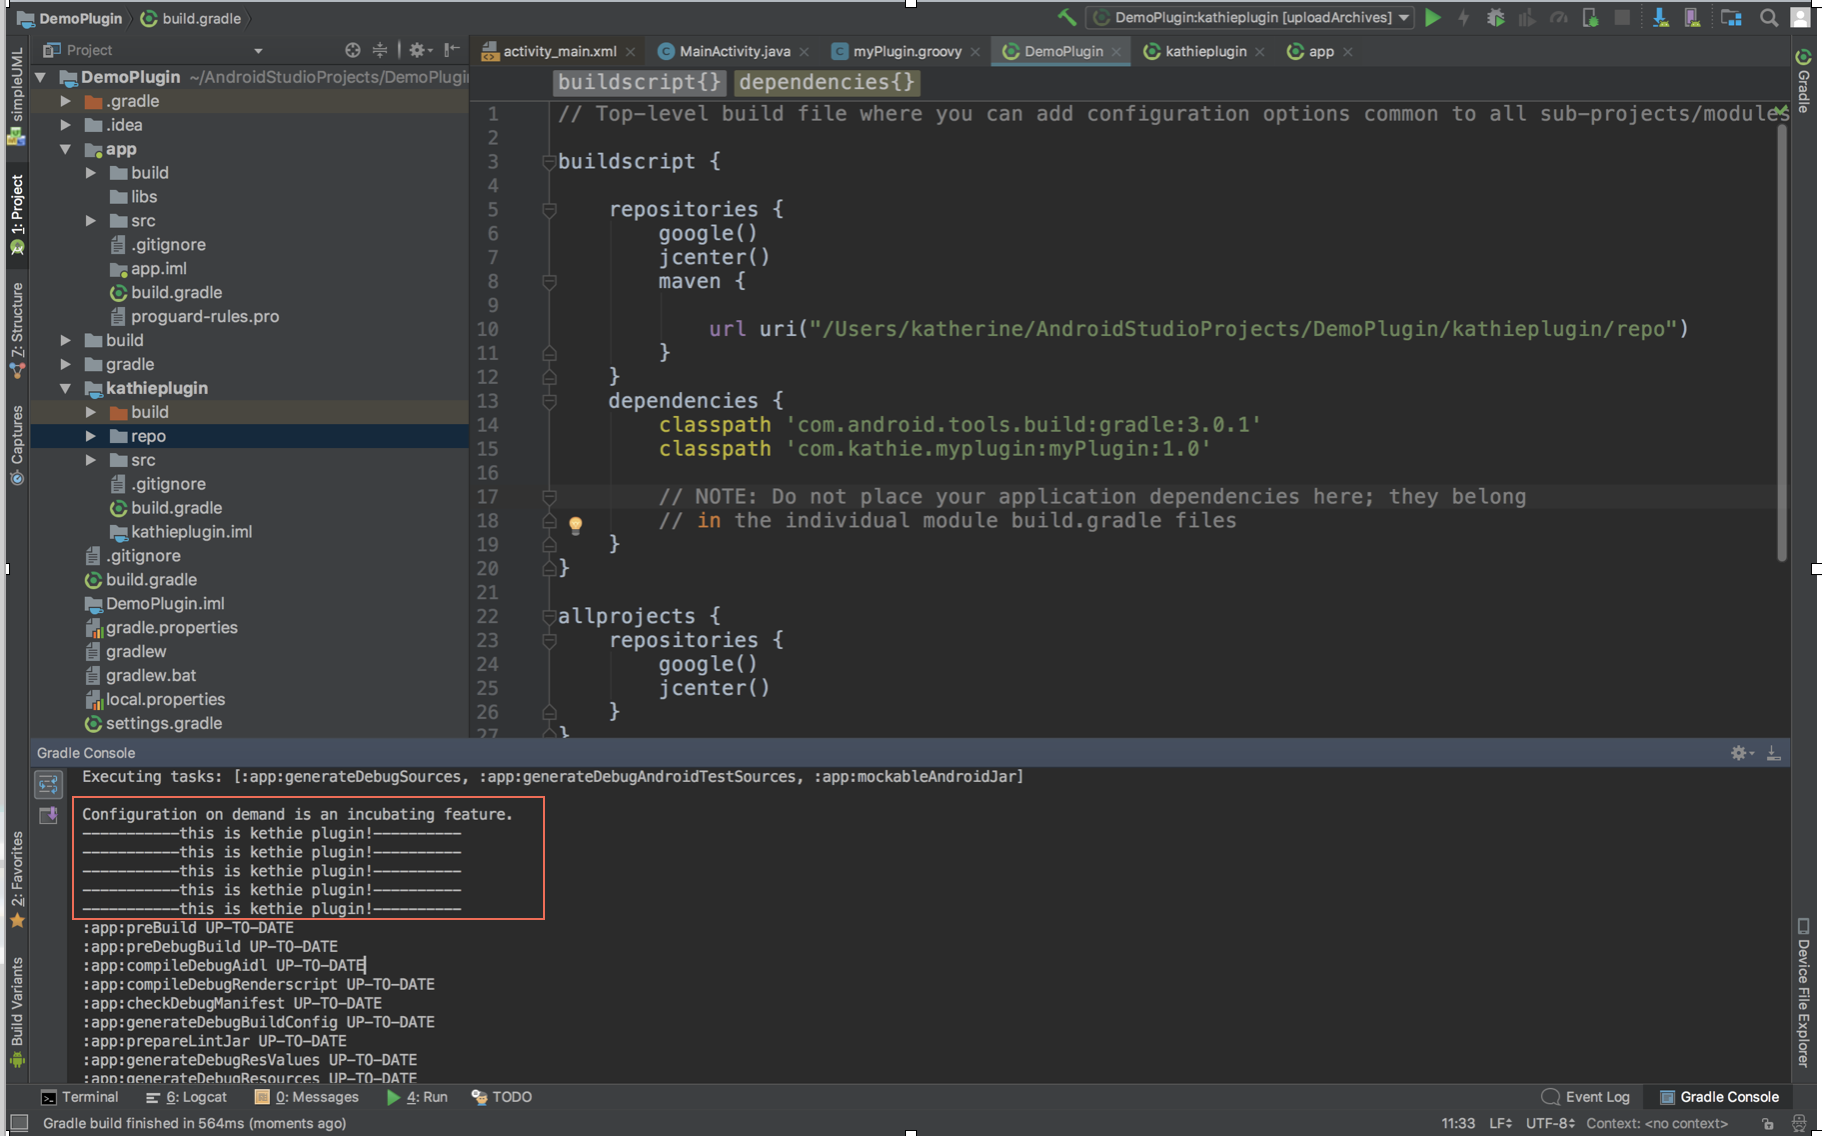 DemoPlugin build.gradle
DemoPlugin:kathieplugin [uploadArchives]
Project
activity_main.xml
MainActivity.java
myPlugin.groovy
DemoPlugin
kathieplugin
app
simpleUML
1: Project
7: Structure
Captures
2: Favorites
Build Variants
DemoPlugin ~/AndroidStudioProjects/DemoPlugi
.gradle
.idea
app
build
libs
src
.gitignore
app.iml
build.gradle
proguard-rules.pro
build
gradle
kathieplugin
build
repo
src
.gitignore
build.gradle
kathieplugin.iml
.gitignore
build.gradle
DemoPlugin.iml
gradle.properties
gradlew
gradlew.bat
local.properties
settings.gradle
buildscript{} dependencies{}
1 // Top-level build file where you can add configuration options common to all sub-projects/modules
2
3 buildscript {
4
5 repositories {
6 google()
7 jcenter()
8 maven {
9
10 url uri("/Users/katherine/AndroidStudioProjects/DemoPlugin/kathieplugin/repo")
11 }
12 }
13 dependencies {
14 classpath 'com.android.tools.build:gradle:3.0.1'
15 classpath 'com.kathie.myplugin:myPlugin:1.0'
16
17 // NOTE: Do not place your application dependencies here; they belong
18 // in the individual module build.gradle files
19 }
20 }
21
22 allprojects {
23 repositories {
24 google()
25 jcenter()
26 }
27 }
Gradle
Device File Explorer
Gradle Console
Executing tasks: [:app:generateDebugSources, :app:generateDebugAndroidTestSources, :app:mockableAndroidJar]
Configuration on demand is an incubating feature.
-----------this is kethie plugin!----------
-----------this is kethie plugin!----------
-----------this is kethie plugin!----------
-----------this is kethie plugin!----------
-----------this is kethie plugin!----------
:app:preBuild UP-TO-DATE
:app:preDebugBuild UP-TO-DATE
:app:compileDebugAidl UP-TO-DATE
:app:compileDebugRenderscript UP-TO-DATE
:app:checkDebugManifest UP-TO-DATE
:app:generateDebugBuildConfig UP-TO-DATE
:app:prepareLintJar UP-TO-DATE
:app:generateDebugResValues UP-TO-DATE
:app:generateDebugResources UP-TO-DATE
Terminal 6: Logcat 0: Messages 4: Run TODO Event Log Gradle Console
Gradle build finished in 564ms (moments ago) 11:33 LF UTF-8 Context: <no context>